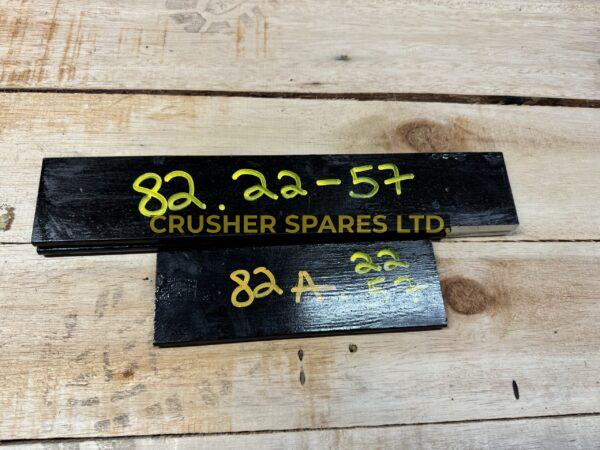 82.22-57
CRUSHER SPARES LTD.
22
82A. 57